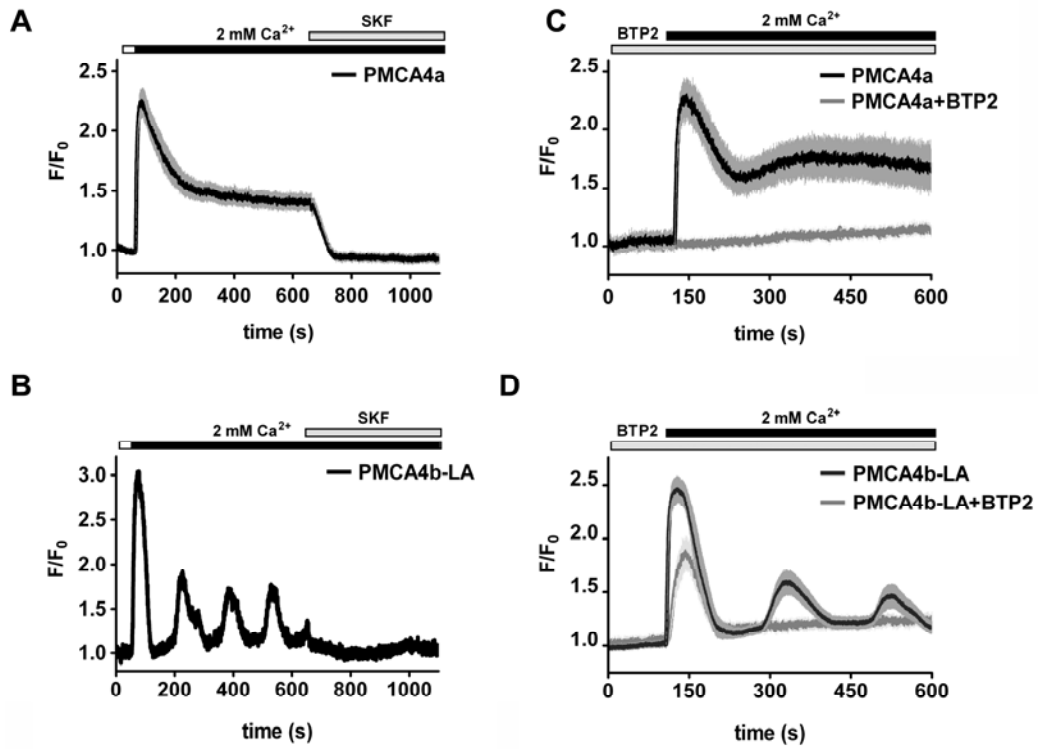 A
SKF
2 mM Ca²⁺
PMCA4a
2.5
2.0
1.5
1.0
F/F₀
0 200 400 600 800 1000
time (s)
B
SKF
2 mM Ca²⁺
PMCA4b-LA
3.0
2.5
2.0
1.5
1.0
F/F₀
0 200 400 600 800 1000
time (s)
C
2 mM Ca²⁺
BTP2
PMCA4a
PMCA4a+BTP2
2.5
2.0
1.5
1.0
F/F₀
0 150 300 450 600
time (s)
D
2 mM Ca²⁺
BTP2
PMCA4b-LA
PMCA4b-LA+BTP2
2.5
2.0
1.5
1.0
F/F₀
0 150 300 450 600
time (s)